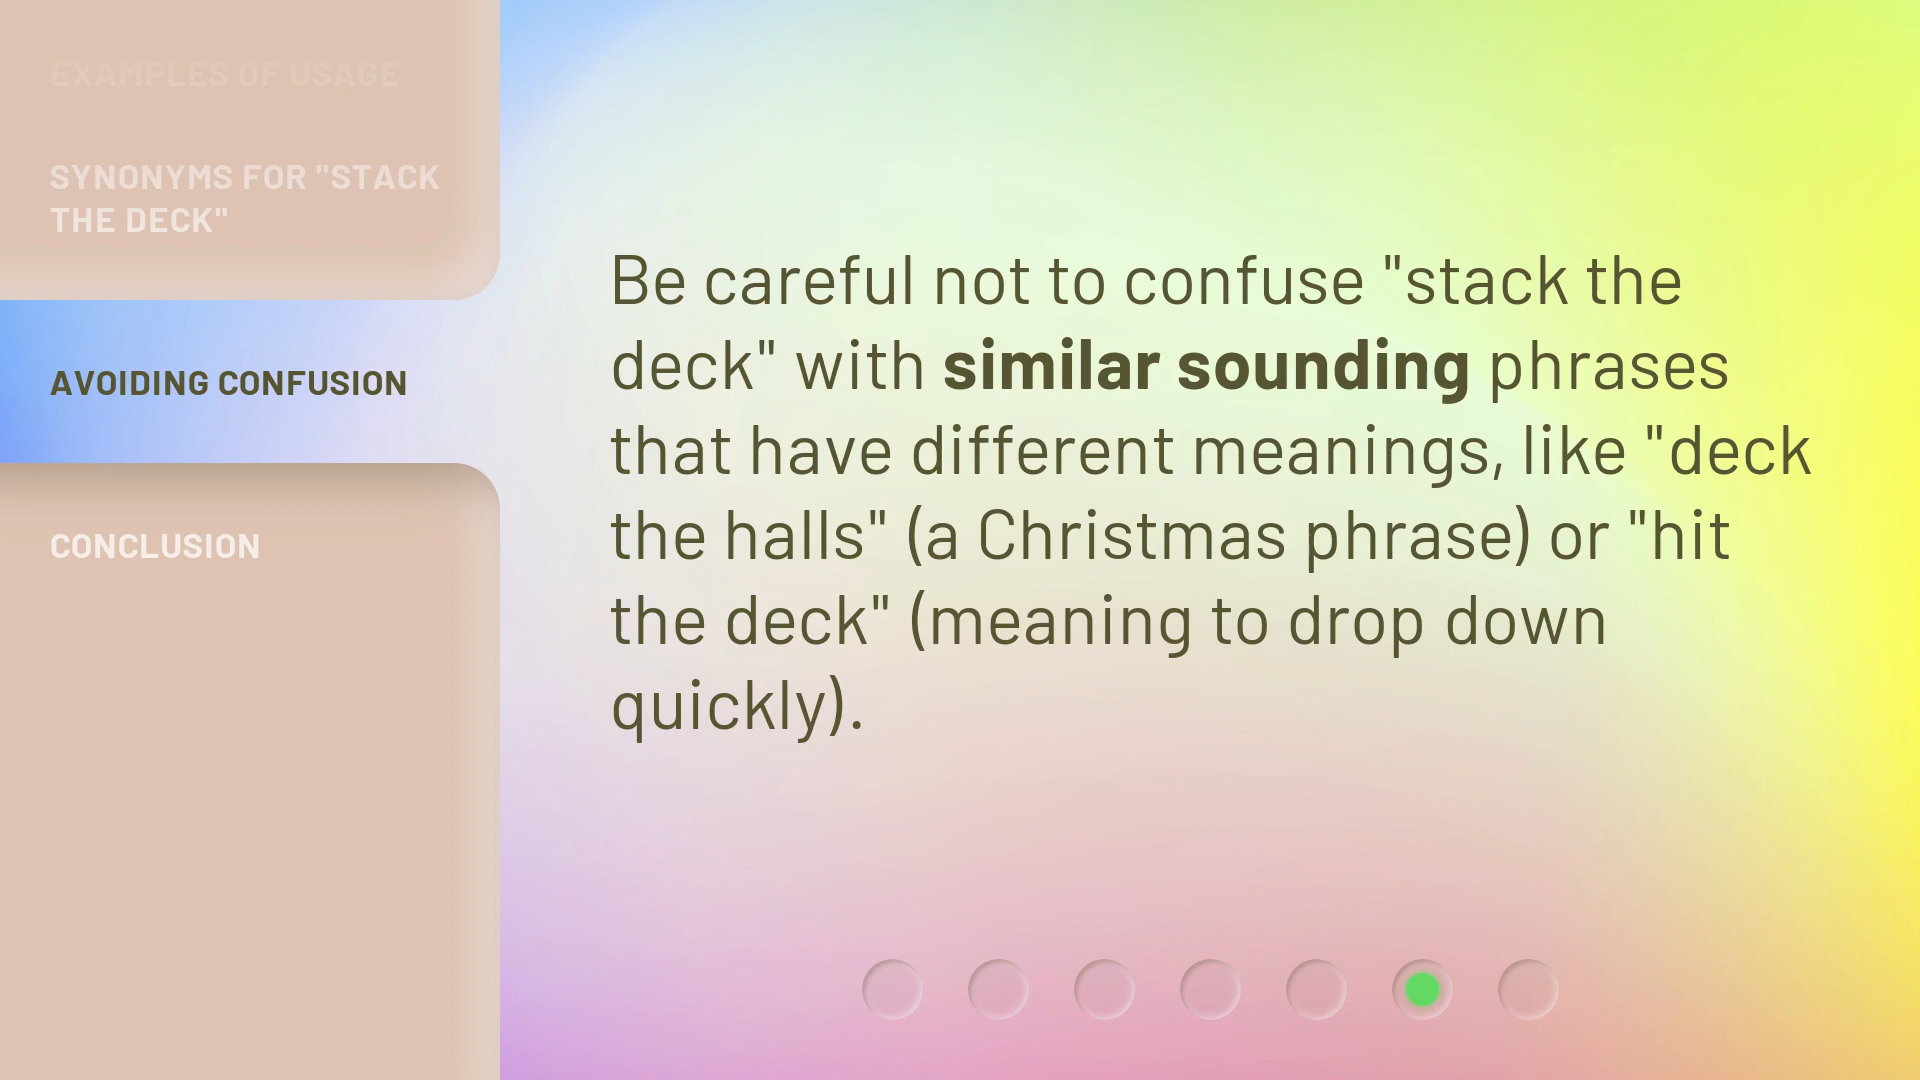 EXAMPLES OF USAGE
SYNONYMS FOR "STACK
THE DECK"
AVOIDING CONFUSION
CONCLUSION
Be careful not to confuse "stack the
deck" with similar sounding phrases
that have different meanings, like "deck
the halls" (a Christmas phrase) or "hit
the deck" (meaning to drop down
quickly).